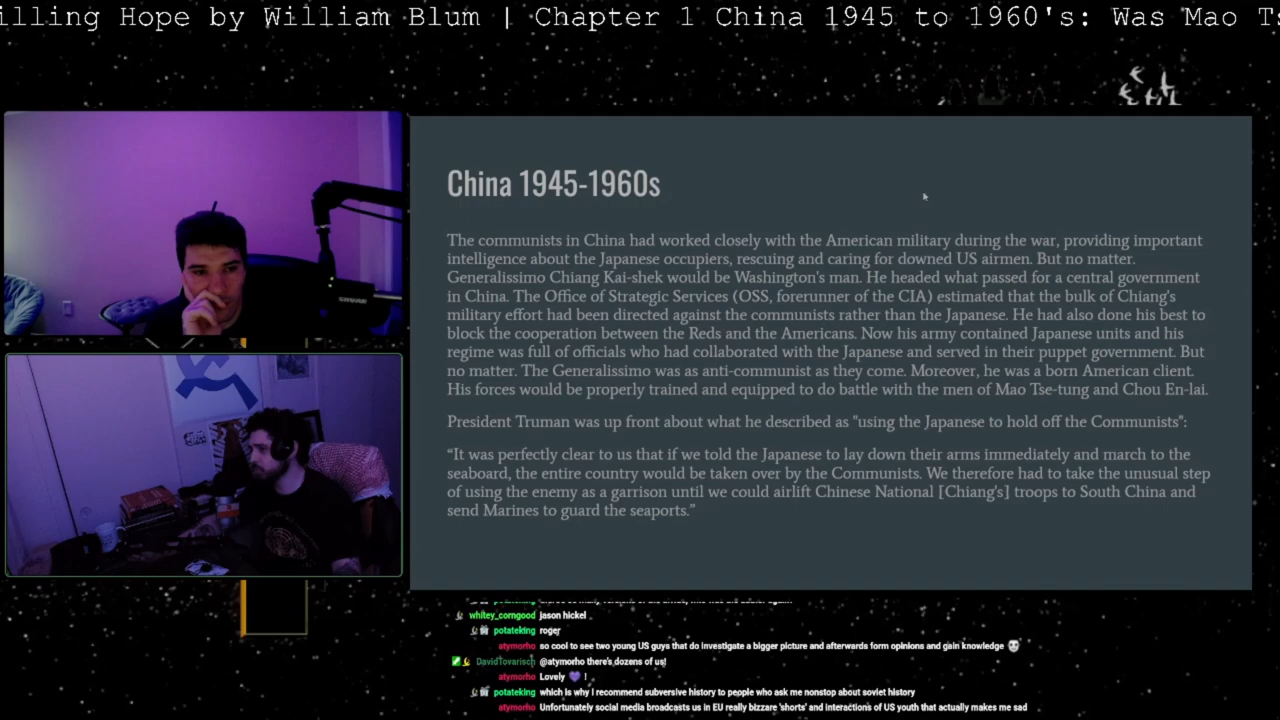 illing Hope by William Blum | Chapter 1 China 1945 to 1960's: Was Mao Ts
China 1945-1960s
The communists in China had worked closely with the American military during the war, providing important
intelligence about the Japanese occupiers, rescuing and caring for downed US airmen. But no matter.
Generalissimo Chiang Kai-shek would be Washington's man. He headed what passed for a central government
in China. The Office of Strategic Services (OSS, forerunner of the CIA) estimated that the bulk of Chiang's
military effort had been directed against the communists rather than the Japanese. He had also done his best to
block the cooperation between the Reds and the Americans. Now his army contained Japanese units and his
regime was full of officials who had collaborated with the Japanese and served in their puppet government. But
no matter. The Generalissimo was as anti-communist as they come. Moreover, he was a born American client.
His forces would be properly trained and equipped to do battle with the men of Mao Tse-tung and Chou En-lai.
President Truman was up front about what he described as "using the Japanese to hold off the Communists":
“It was perfectly clear to us that if we told the Japanese to lay down their arms immediately and march to the
seaboard, the entire country would be taken over by the Communists. We therefore had to take the unusual step
of using the enemy as a garrison until we could airlift Chinese National [Chiang's] troops to South China and
send Marines to guard the seaports.”
whitey_corngood jason hickel
potateking roger
atymorho so cool to see two young US guys that do investigate a bigger picture and afterwards form opinions and gain knowledge
DavidTovarisch @atymorho there's dozens of us!
atymorho Lovely 💜 !
potateking which is why I recommend subversive history to people who ask me nonstop about soviet history
atymorho Unfortunately social media broadcasts us in EU really bizzare 'shorts' and interactions of US youth that actually makes me sad